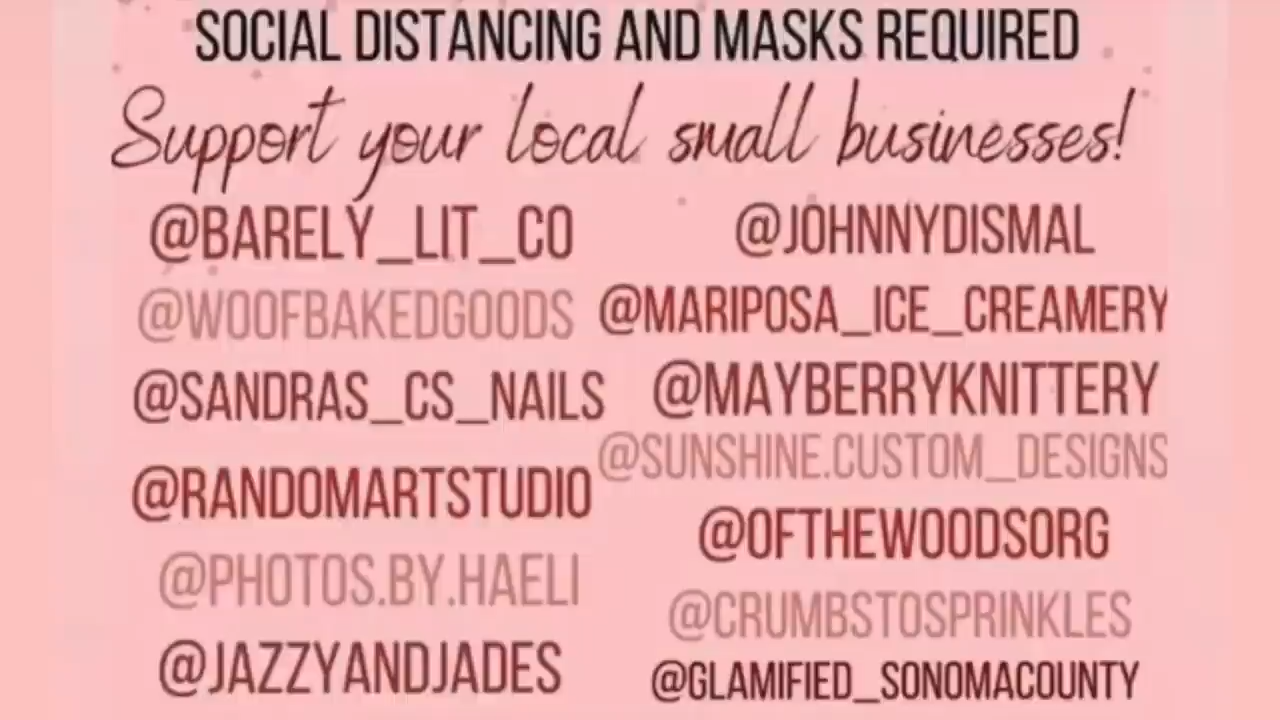 SOCIAL DISTANCING AND MASKS REQUIRED
Support your local small businesses!
@BARELY_LIT_CO
@WOOFBAKEDGOODS
@SANDRAS_CS_NAILS
@RANDOMARTSTUDIO
@PHOTOS.BY.HAELI
@JAZZYANDJADES
@JOHNNYDISMAL
@MARIPOSA_ICE_CREAMERY
@MAYBERRYKNITTERY
@SUNSHINE.CUSTOM_DESIGNS
@OFTHEWOODSORG
@CRUMBSTOSPRINKLES
@GLAMIFIED_SONOMACOUNTY